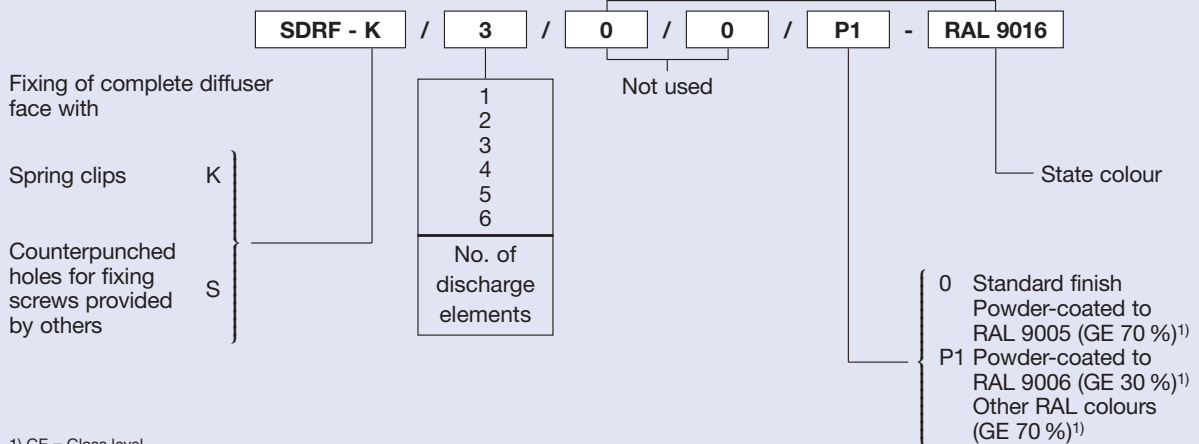 SDRF - K / 3 / 0 / 0 / P1 - RAL 9016
Fixing of complete diffuser
face with
Spring clips K
Counterpunched
holes for fixing
screws provided
by others
S
1
2
3
4
5
6
No. of
discharge
elements
Not used
State colour
0 Standard finish
Powder-coated to
RAL 9005 (GE 70 %)1)
P1 Powder-coated to
RAL 9006 (GE 30 %)1)
Other RAL colours
(GE 70 %)1)
1) GE = Gloss level